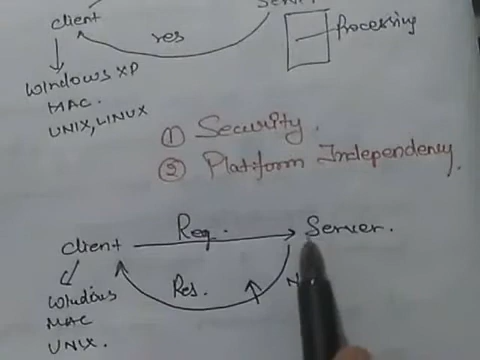 client
res
Processing
Windows XP
MAC.
UNIX, LINUX
① Security.
② Platiform Independency.
Req.
client
Server.
Res.
Windows
MAC
UNIX.